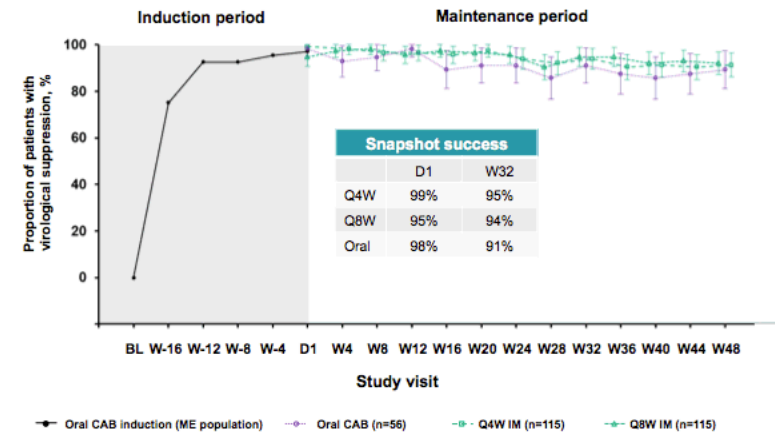 Induction period
Maintenance period
Proportion of patients with
virological suppression, %
100
80
60
40
20
0
Snapshot success
D1 W32
Q4W 99% 95%
Q8W 95% 94%
Oral 98% 91%
BL W-16 W-12 W-8 W-4 D1 W4 W8 W12 W16 W20 W24 W28 W32 W36 W40 W44 W48
Study visit
Oral CAB induction (ME population) Oral CAB (n=56) Q4W IM (n=115) Q8W IM (n=115)